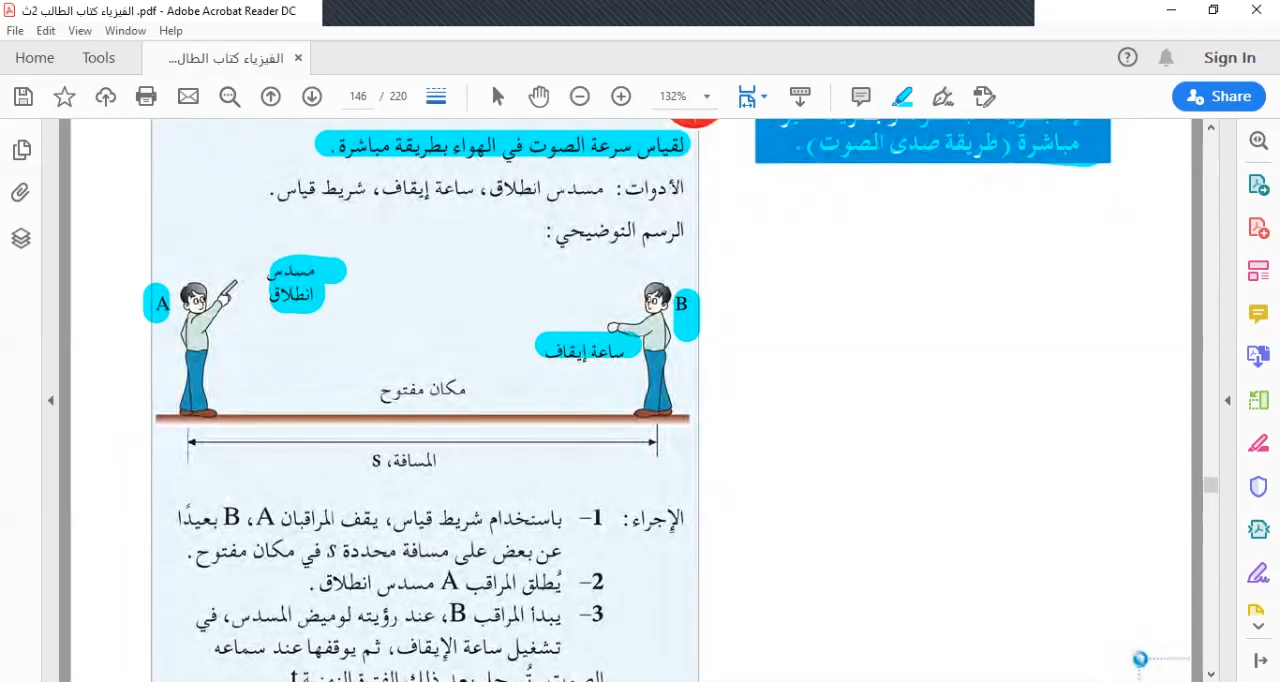 الفيزياء كتاب الطالب 2ث .pdf - Adobe Acrobat Reader DC
File Edit View Window Help
Home Tools الفيزياء كتاب الطال... × Sign In
146 / 220 132% Share
مباشرة (طريقة صدى الصوت).
لقياس سرعة الصوت في الهواء بطريقة مباشرة.
الأدوات: مسدس انطلاق، ساعة إيقاف، شريط قياس.
الرسم التوضيحي:
مسدس
انطلاق
A
B
ساعة إيقاف
مكان مفتوح
المسافة، s
الإجراء: 1– باستخدام شريط قياس، يقف المراقبان B ،A بعيدًا
عن بعض على مسافة محددة s في مكان مفتوح.
2– يُطلق المراقب A مسدس انطلاق.
3– يبدأ المراقب B، عند رؤيته لوميض المسدس، في
تشغيل ساعة الإيقاف، ثم يوقفها عند سماعه